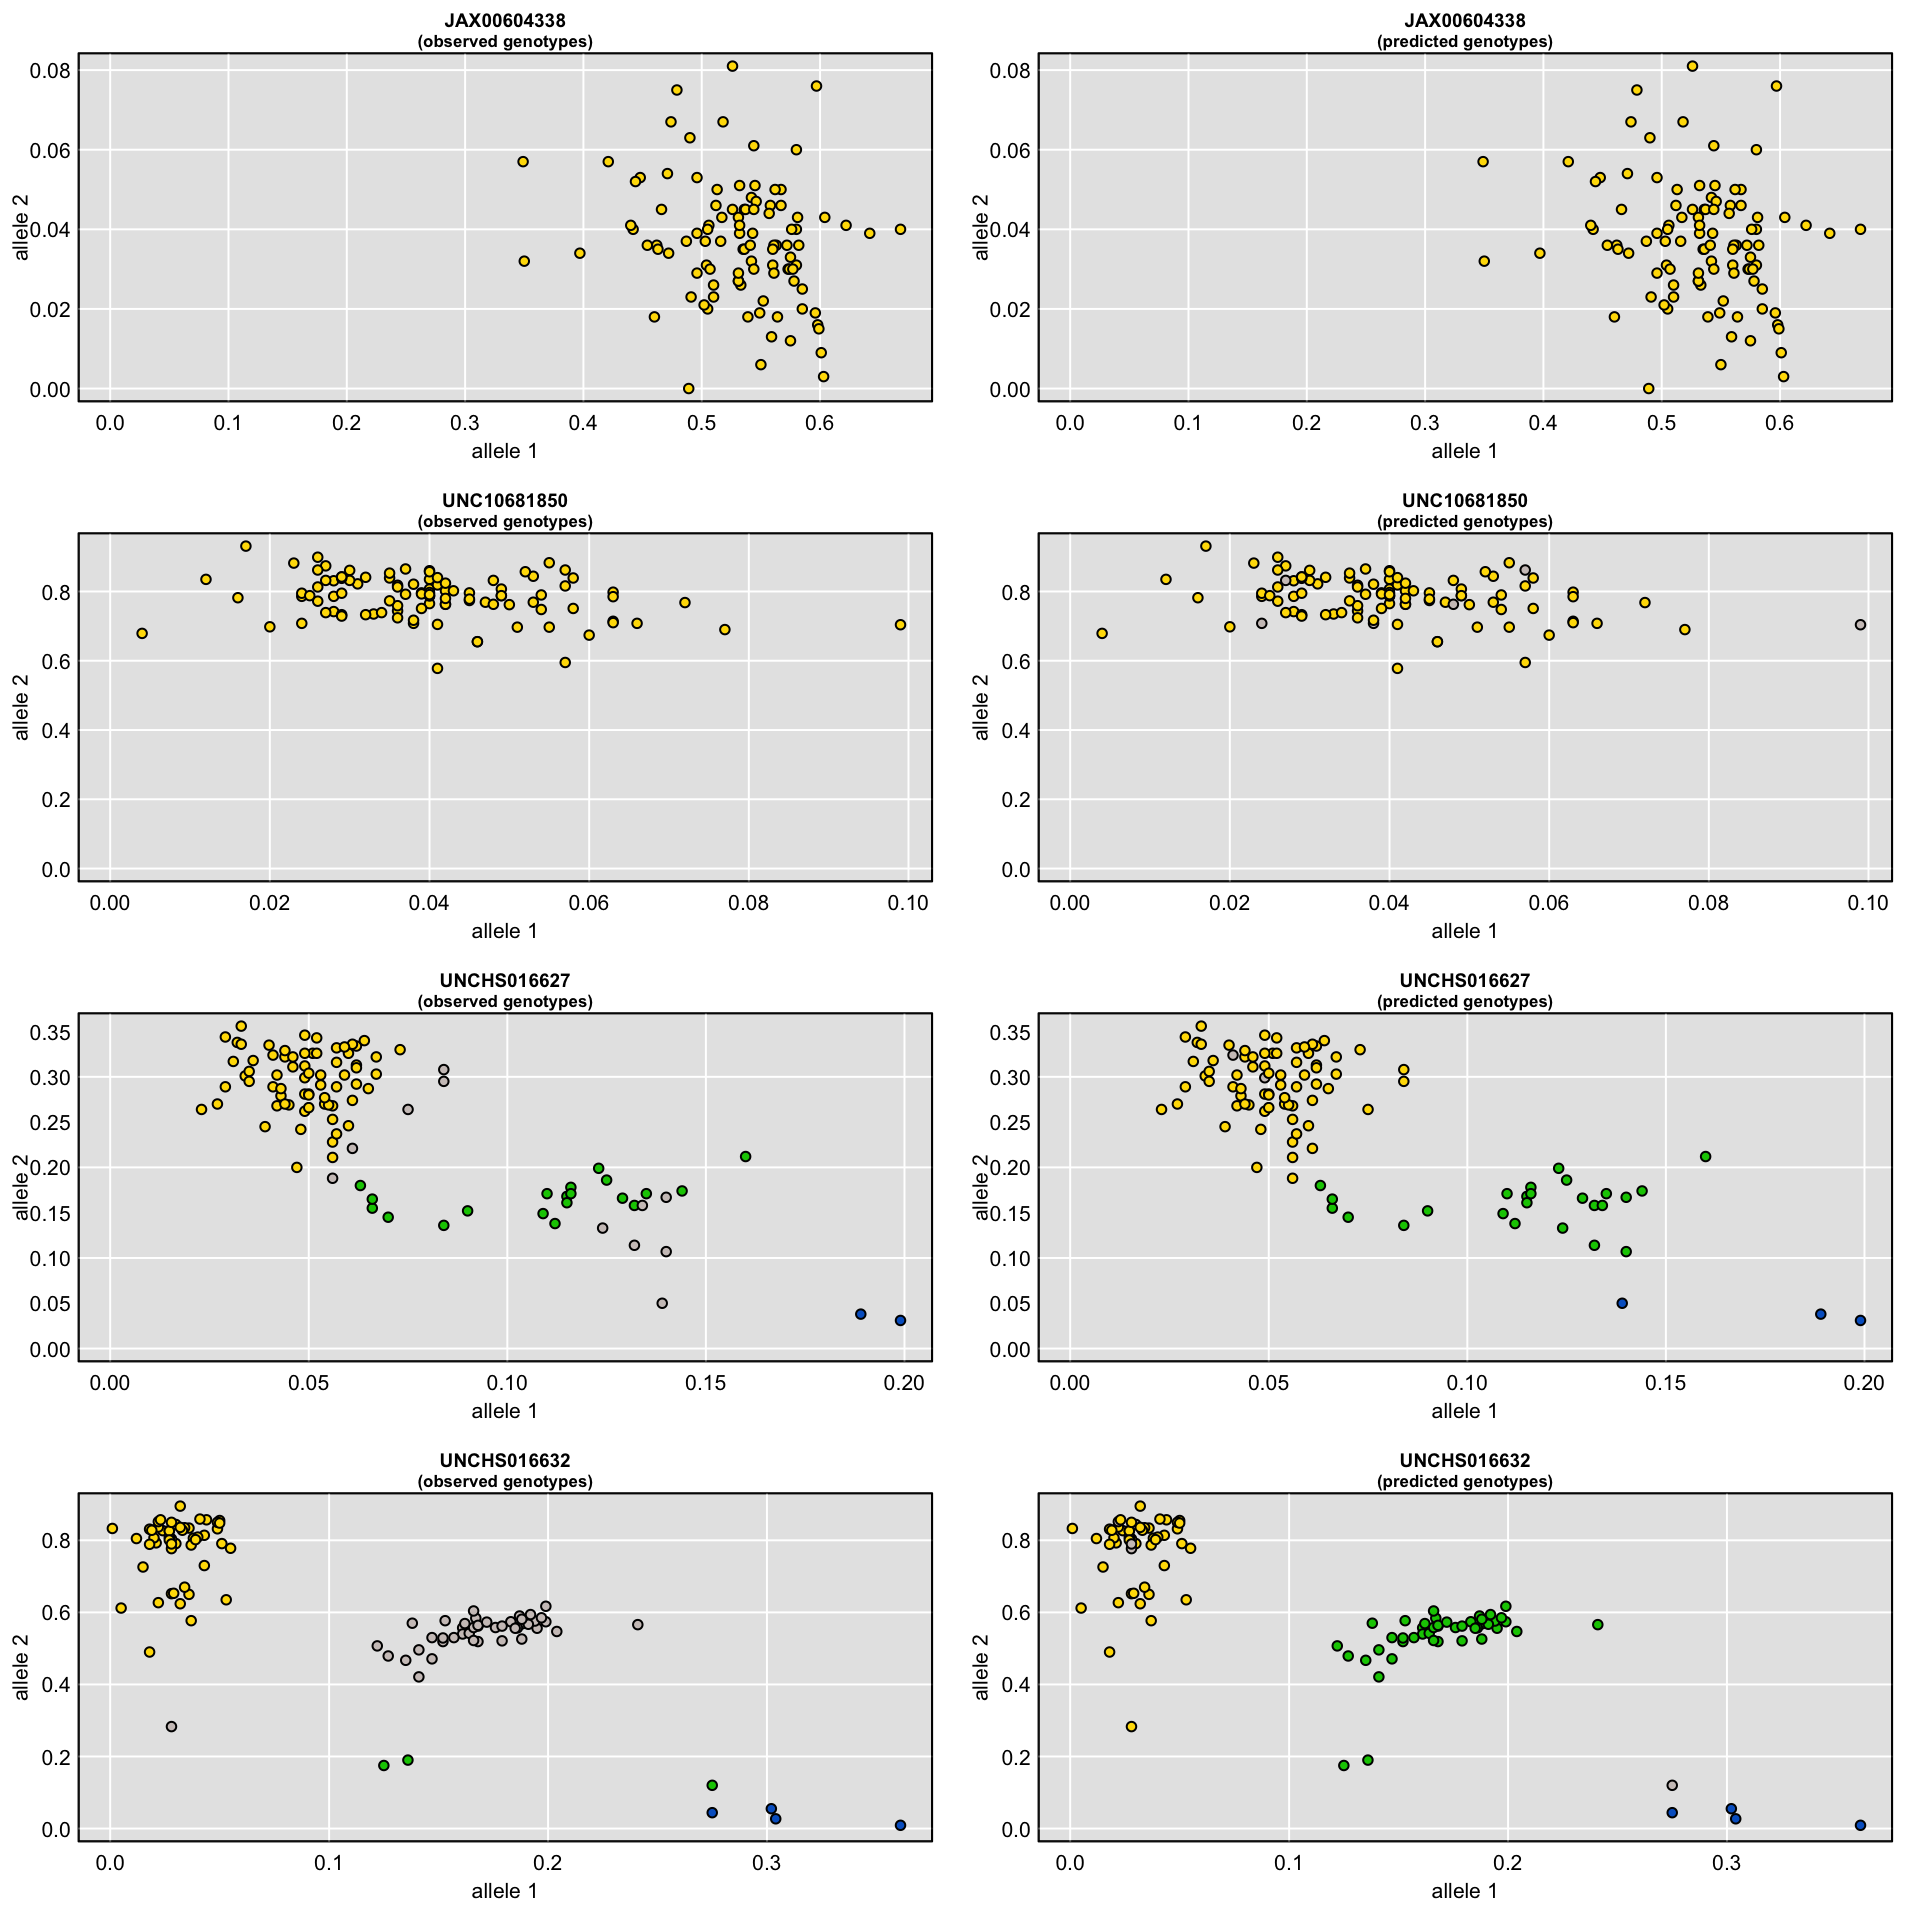 JAX00604338
(observed genotypes)
allele 2
0.08
0.06
0.04
0.02
0.00
0.0 0.1 0.2 0.3 0.4 0.5 0.6
allele 1
JAX00604338
(predicted genotypes)
allele 2
0.08
0.06
0.04
0.02
0.00
0.0 0.1 0.2 0.3 0.4 0.5 0.6
allele 1
UNC10681850
(observed genotypes)
allele 2
0.8
0.6
0.4
0.2
0.0
0.00 0.02 0.04 0.06 0.08 0.10
allele 1
UNC10681850
(predicted genotypes)
allele 2
0.8
0.6
0.4
0.2
0.0
0.00 0.02 0.04 0.06 0.08 0.10
allele 1
UNCHS016627
(observed genotypes)
allele 2
0.35
0.30
0.25
0.20
0.15
0.10
0.05
0.00
0.00 0.05 0.10 0.15 0.20
allele 1
UNCHS016627
(predicted genotypes)
allele 2
0.35
0.30
0.25
0.20
0.15
0.10
0.05
0.00
0.00 0.05 0.10 0.15 0.20
allele 1
UNCHS016632
(observed genotypes)
allele 2
0.8
0.6
0.4
0.2
0.0
0.0 0.1 0.2 0.3
allele 1
UNCHS016632
(predicted genotypes)
allele 2
0.8
0.6
0.4
0.2
0.0
0.0 0.1 0.2 0.3
allele 1